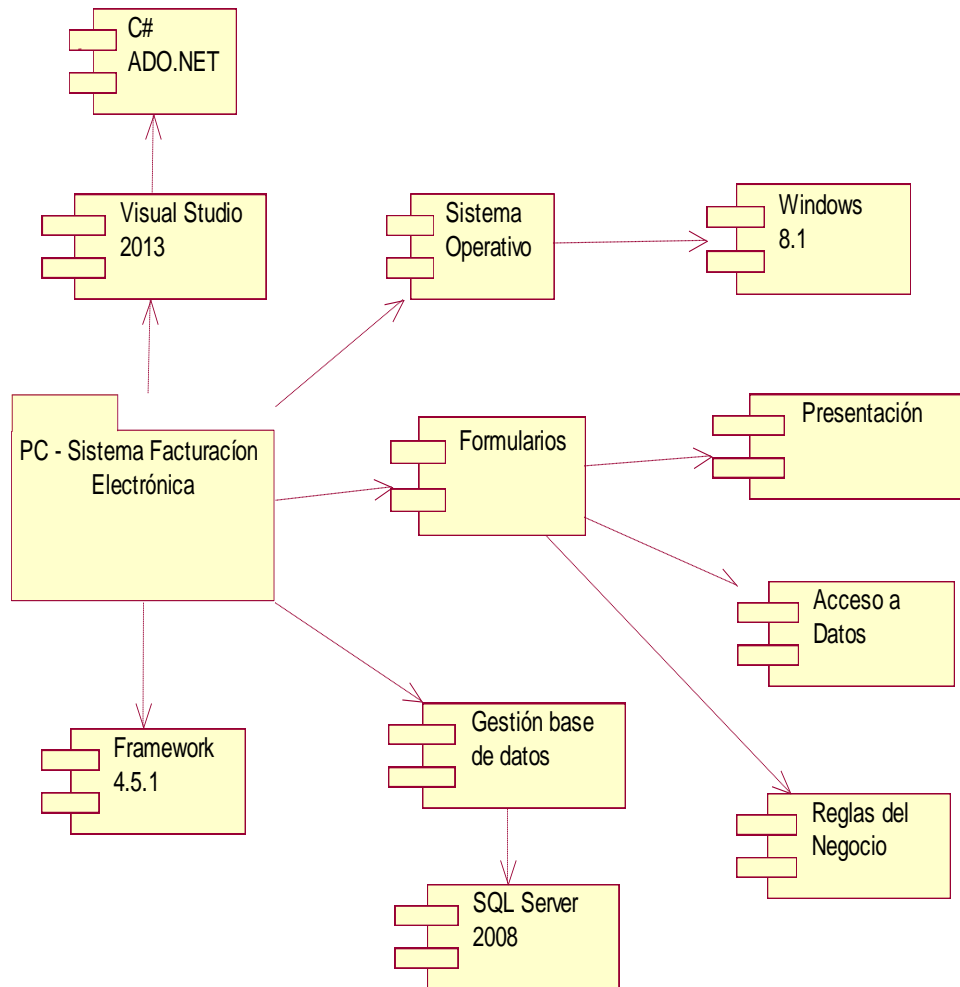 C#
ADO.NET
Visual Studio
2013
Sistema
Operativo
Windows
8.1
PC - Sistema Facturacíon
Electrónica
Formularios
Presentación
Acceso a
Datos
Framework
4.5.1
Gestión base
de datos
Reglas del
Negocio
SQL Server
2008